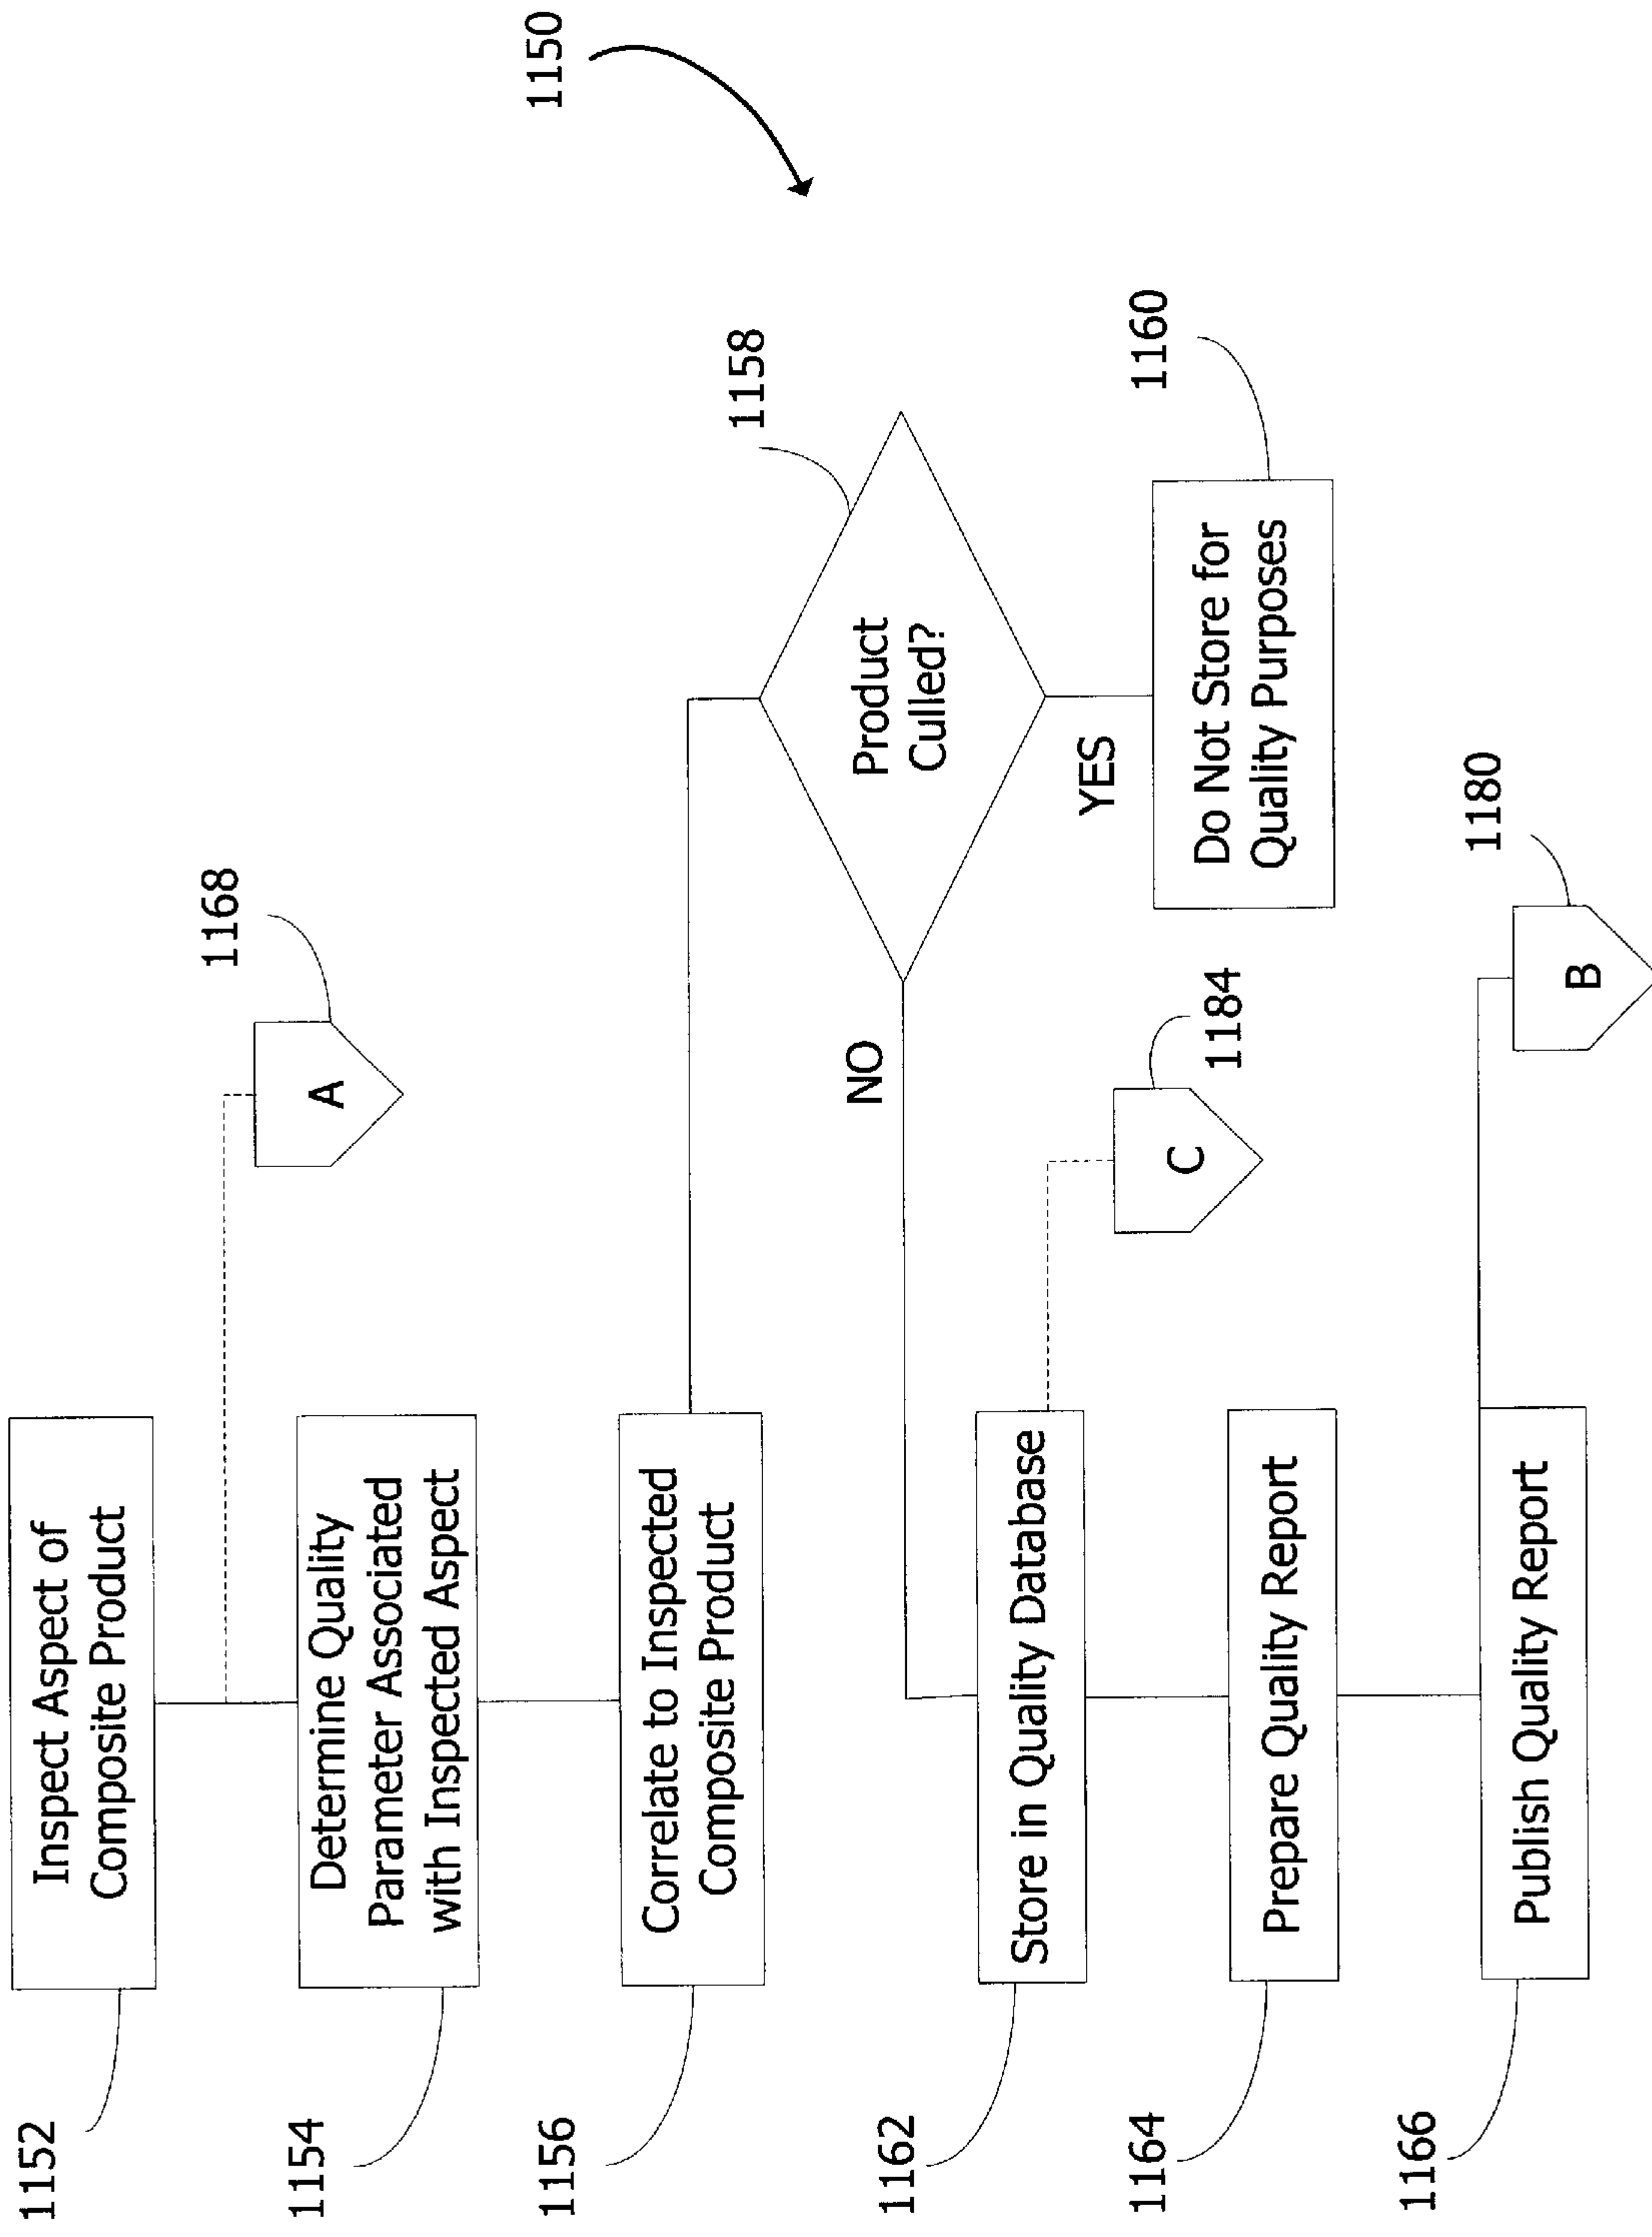 1150
1152
Inspect Aspect of
Composite Product
1168
A
1154
Determine Quality
Parameter Associated
with Inspected Aspect
1156
Correlate to Inspected
Composite Product
1158
Product
Culled?
NO
YES
1160
Do Not Store for
Quality Purposes
1162
Store in Quality Database
1184
C
1164
Prepare Quality Report
1166
Publish Quality Report
1180
B